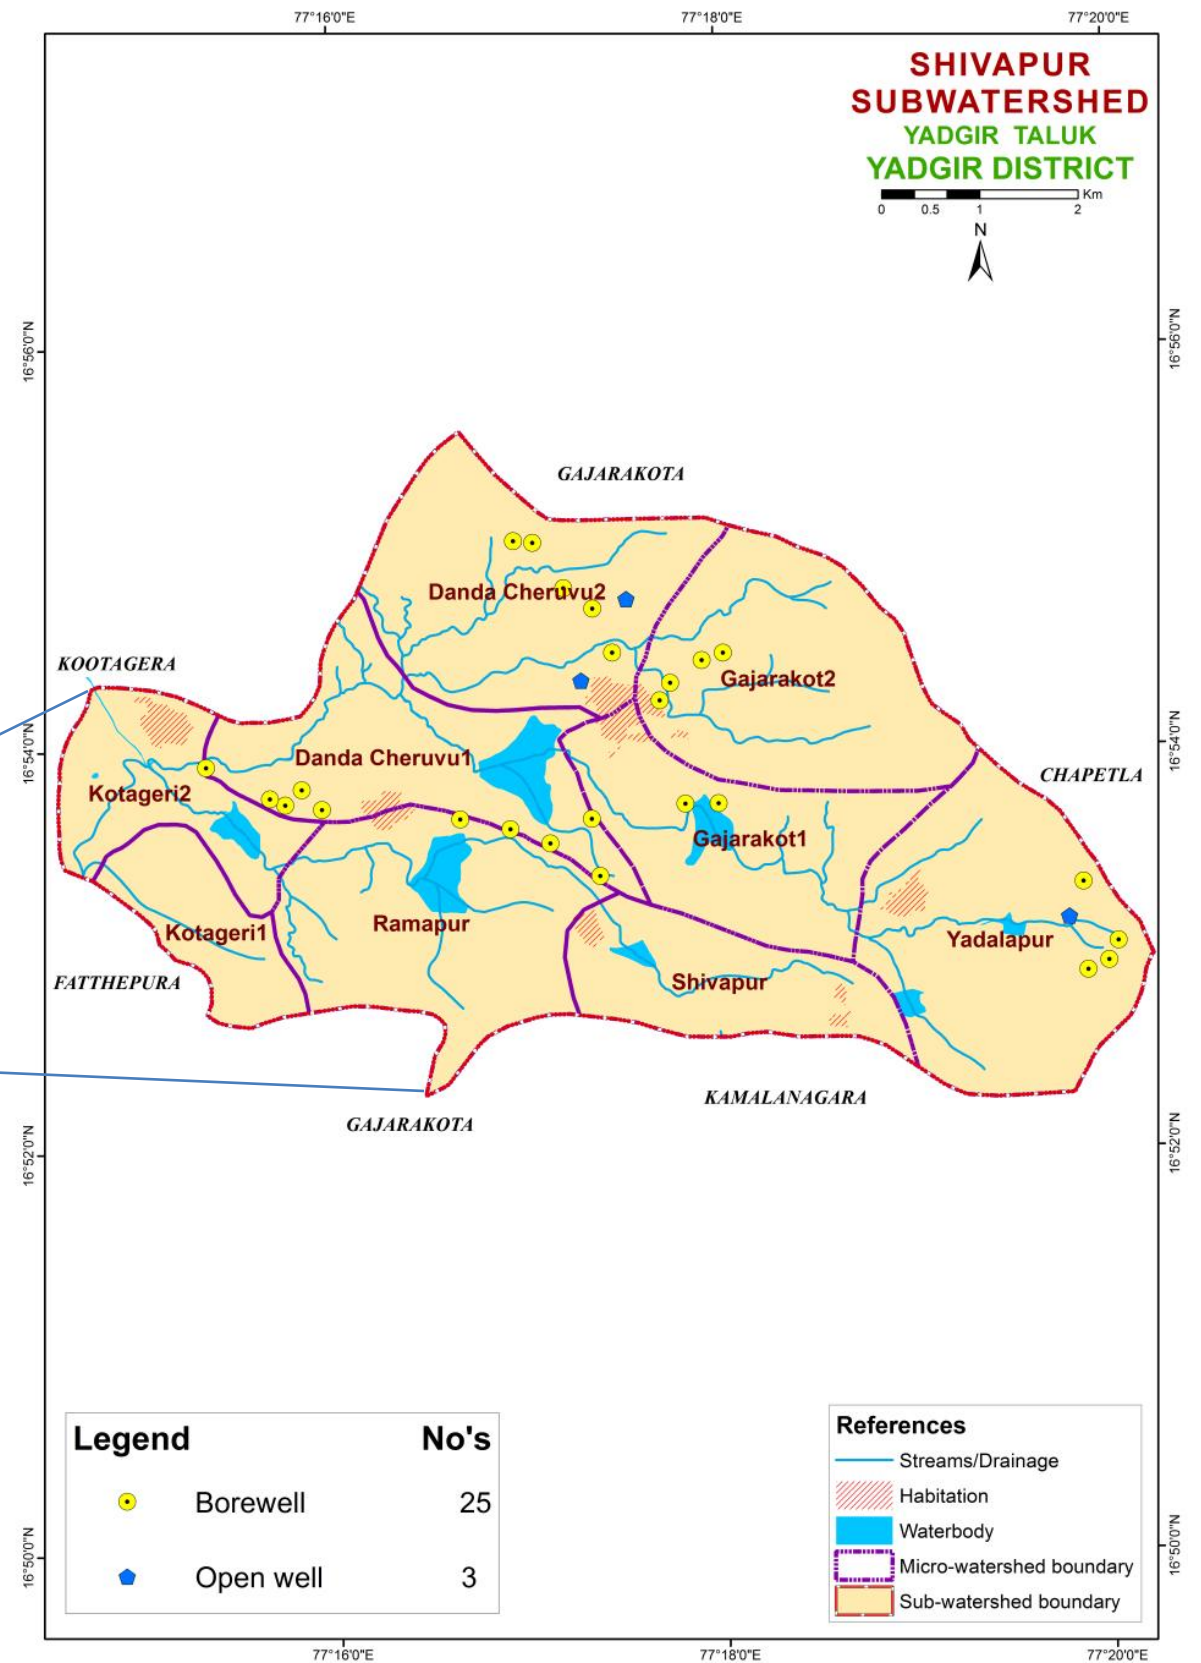 77°16'0"E
77°18'0"E
77°20'0"E
SHIVAPUR
SUBWATERSHED
YADGIR TALUK
YADGIR DISTRICT
Km
0 0.5 1 2
N
16°56'0"N
16°56'0"N
GAJARAKOTA
Danda Cheruvu2
KOOTAGERA
Gajarakot2
16°54'0"N
16°54'0"N
Danda Cheruvu1
CHAPETLA
Kotageri2
Gajarakot1
Ramapur
Kotageri1
Yadalapur
FATTHEPURA
Shivapur
KAMALANAGARA
GAJARAKOTA
16°52'0"N
16°52'0"N
Legend No's
Borewell 25
Open well 3
References
Streams/Drainage
Habitation
Waterbody
Micro-watershed boundary
Sub-watershed boundary
16°50'0"N
16°50'0"N
77°16'0"E
77°18'0"E
77°20'0"E